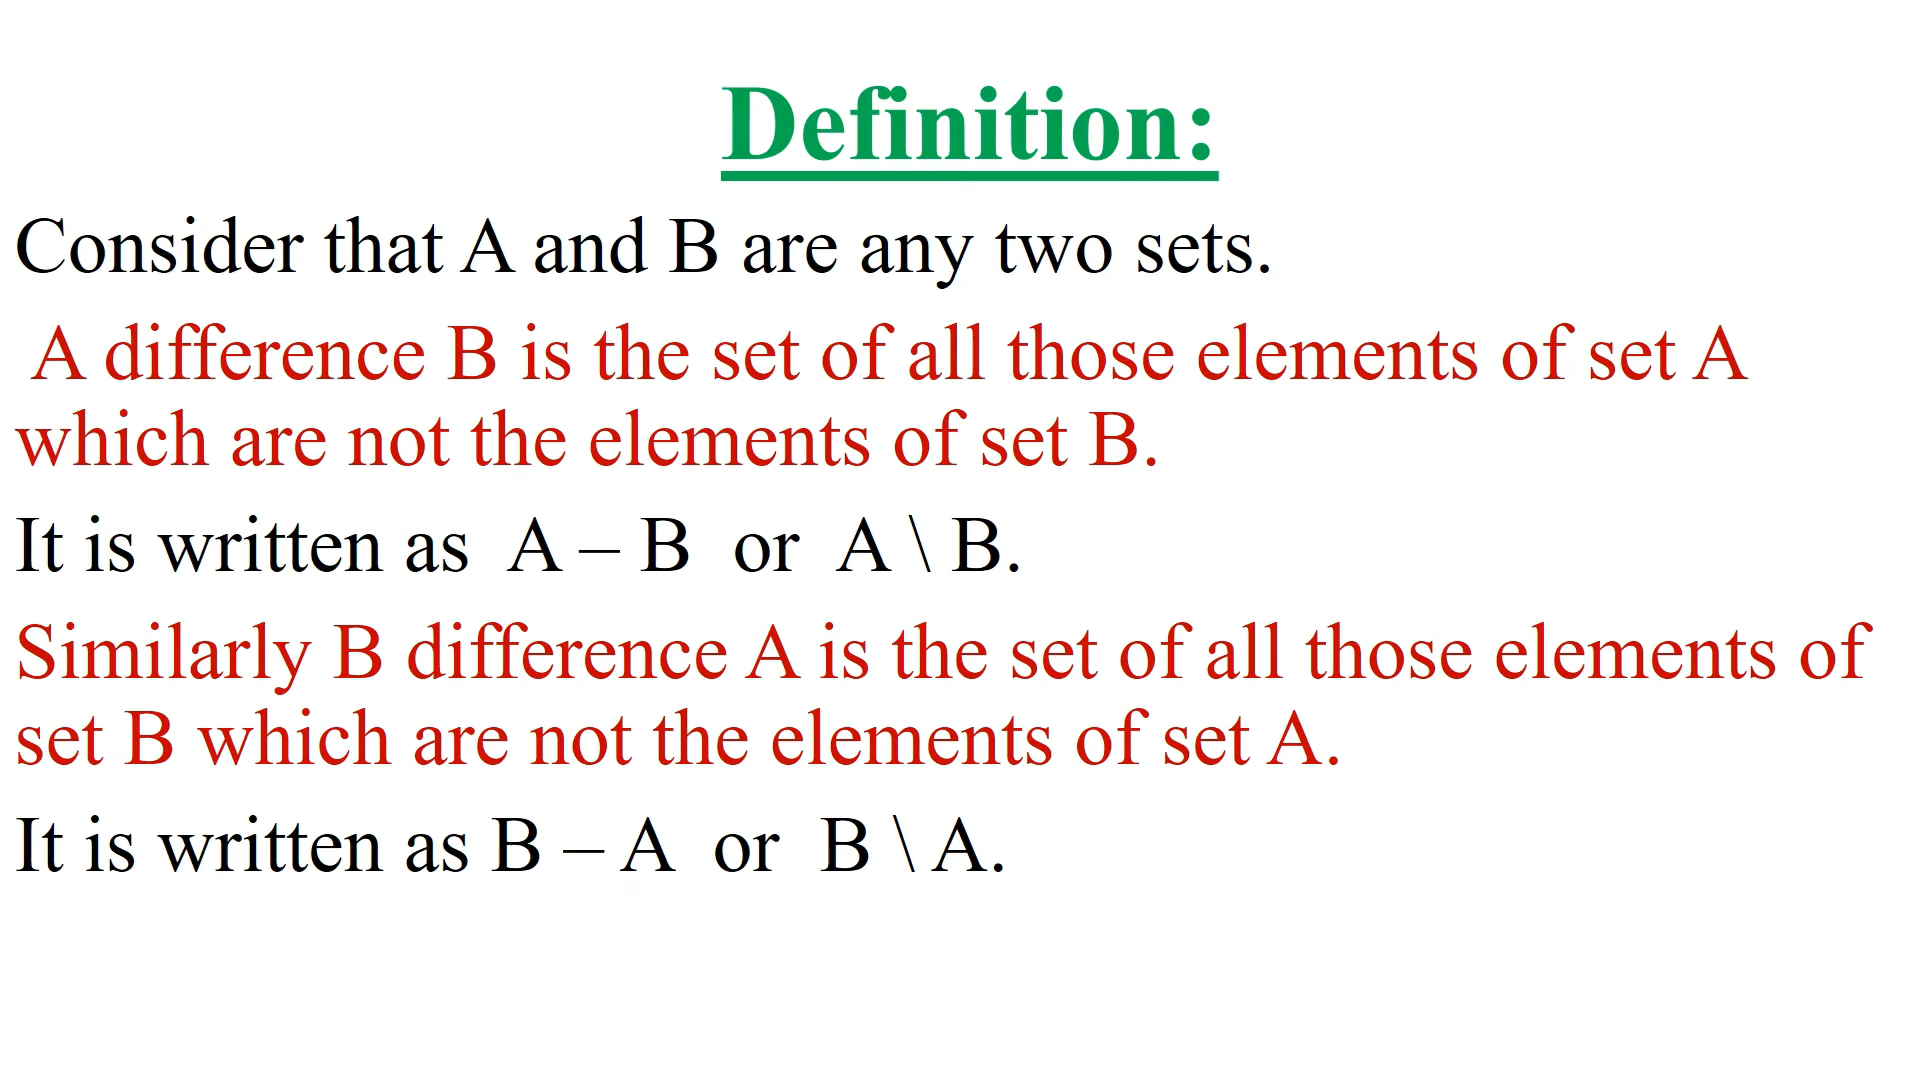 Definition:
Consider that A and B are any two sets.
A difference B is the set of all those elements of set A
which are not the elements of set B.
It is written as  A – B  or  A \ B.
Similarly B difference A is the set of all those elements of
set B which are not the elements of set A.
It is written as B – A  or  B \ A.